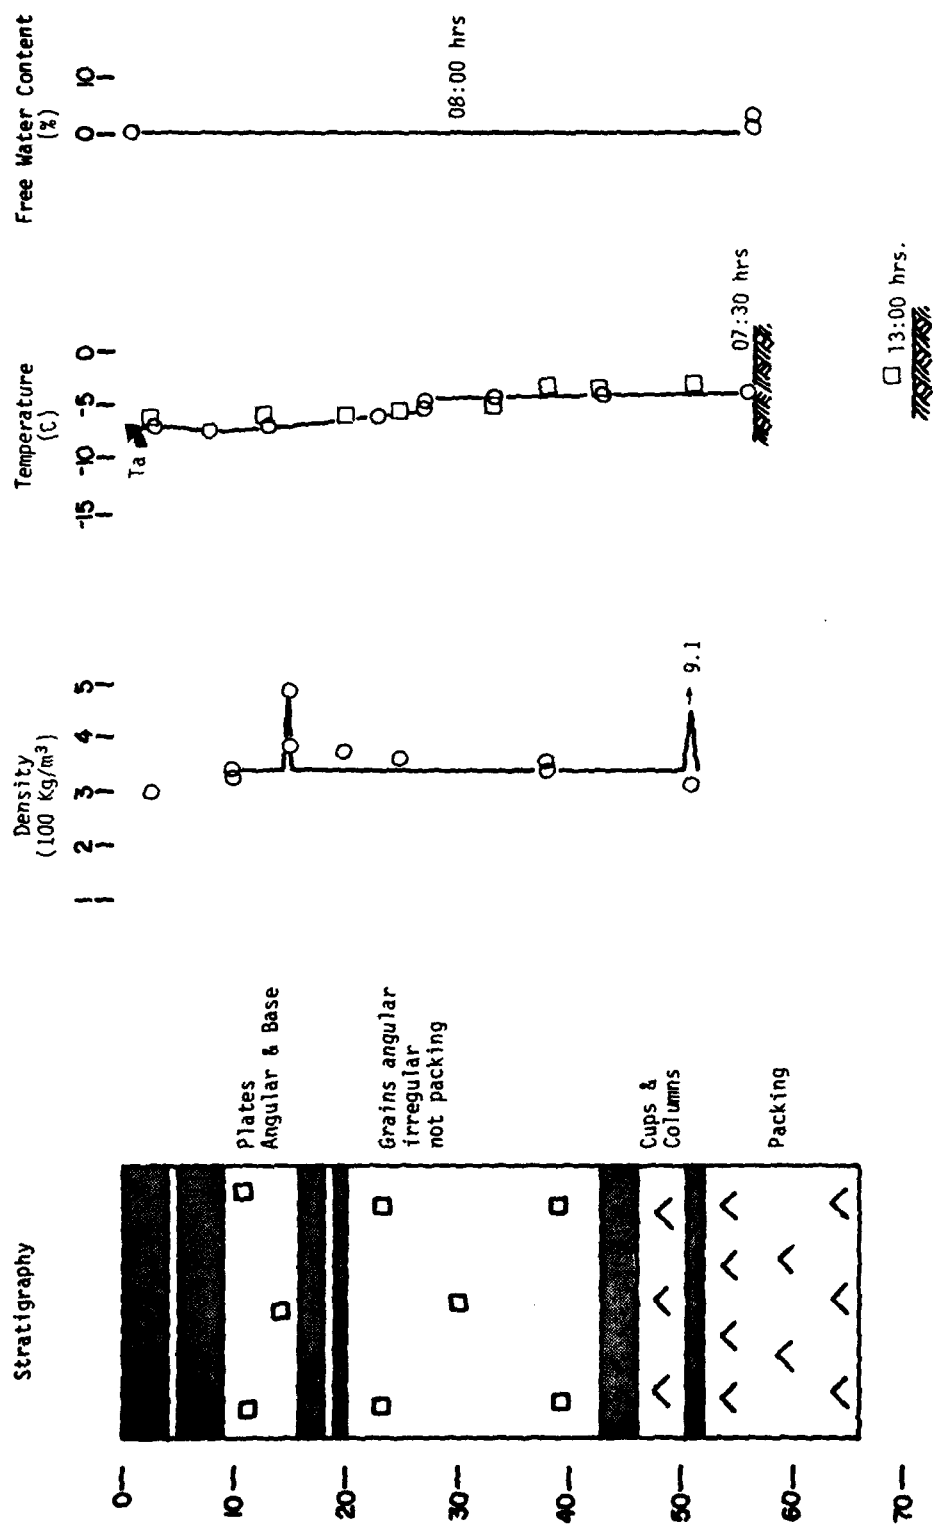 Stratigraphy
0
10
20
30
40
50
60
70
Plates
Angular & Base
Grains angular
irregular
not packing
Cups &
Columns
Packing
Density
(100 Kg/m³)
1
2
3
4
5
9.1
Temperature
(C)
-15
-10
-5
0
Ta
07:30 hrs
13:00 hrs.
Free Water Content
(%)
0
10
08:00 hrs